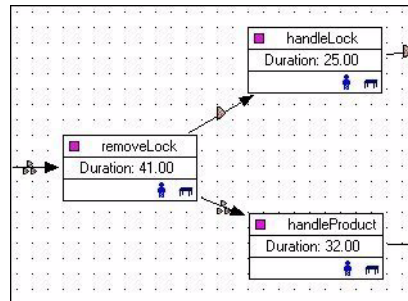 handleLock
Duration: 25.00
removeLock
Duration: 41.00
handleProduct
Duration: 32.00